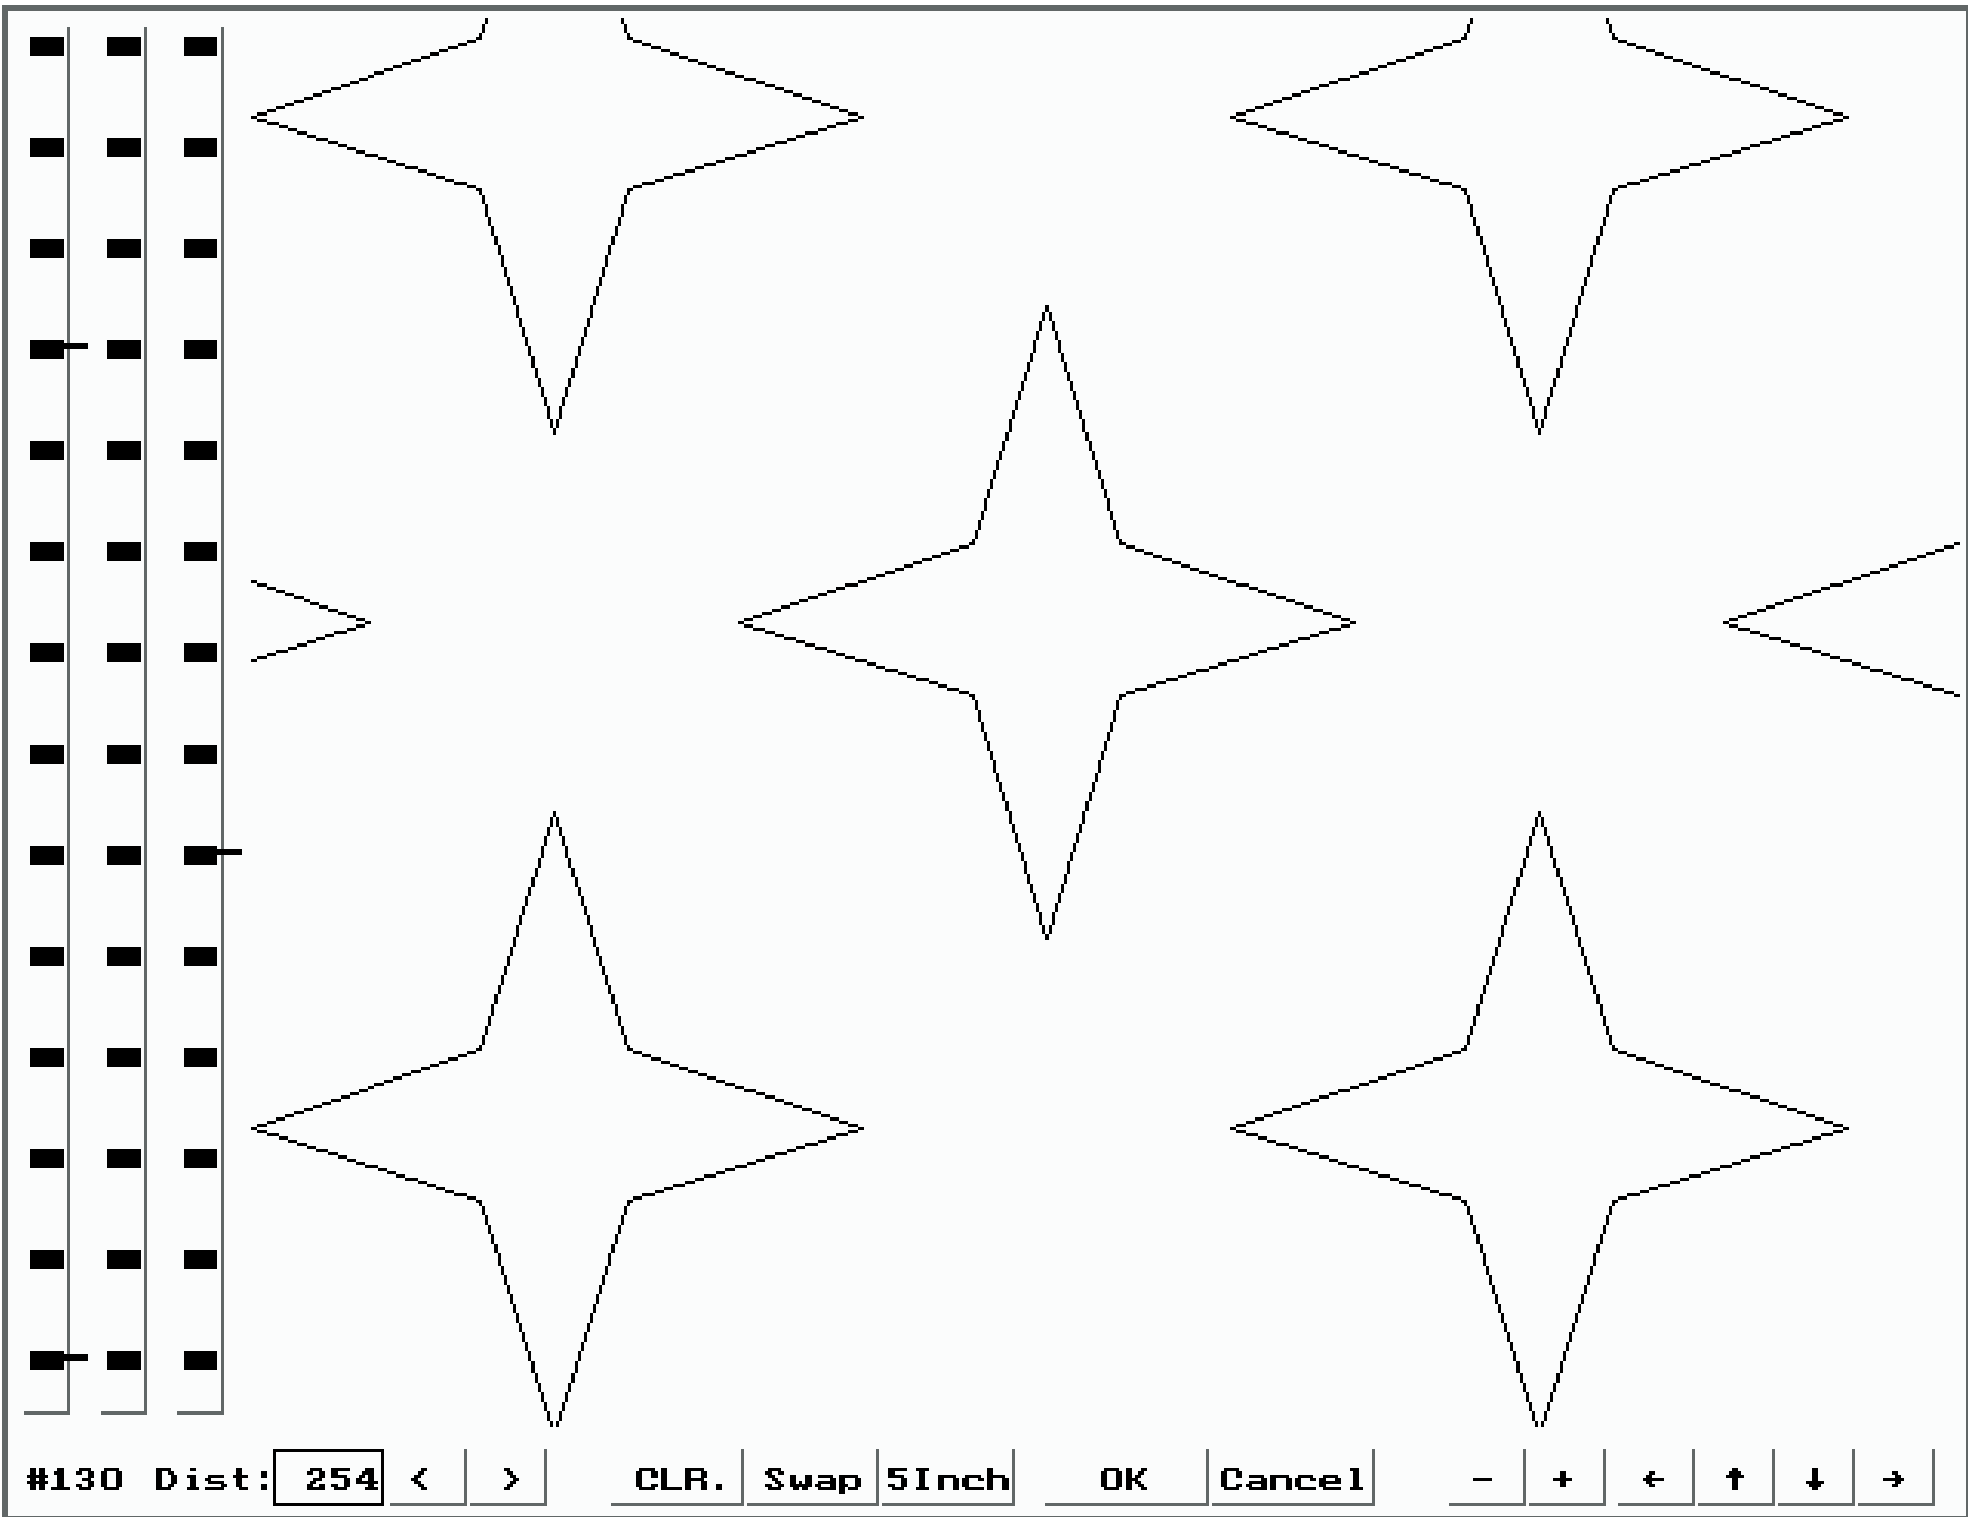 #130 Dist: 254 < > CLR. Swap 5Inch OK Cancel - + ← ↑ ↓ →